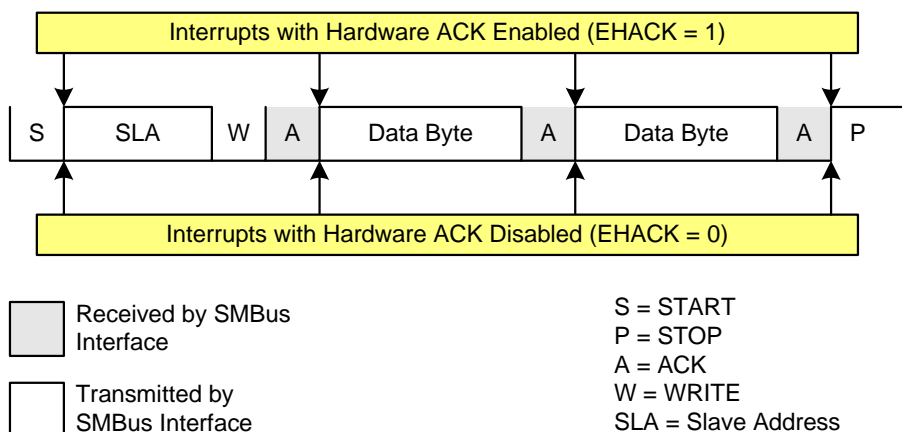 Interrupts with Hardware ACK Enabled (EHACK = 1)
S SLA W A Data Byte A Data Byte A P
Interrupts with Hardware ACK Disabled (EHACK = 0)
Received by SMBus
Interface
Transmitted by
SMBus Interface
S = START
P = STOP
A = ACK
W = WRITE
SLA = Slave Address